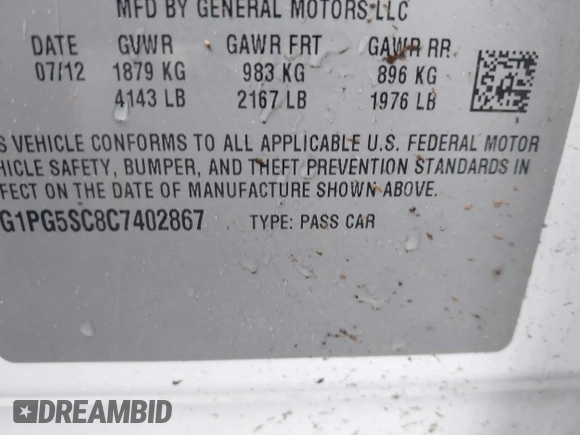 MFD BY GENERAL MOTORS LLC
DATE GVWR GAWR FRT GAWR RR
07/12 1879 KG 983 KG 896 KG
4143 LB 2167 LB 1976 LB
S VEHICLE CONFORMS TO ALL APPLICABLE U.S. FEDERAL MOTOR
HICLE SAFETY, BUMPER, AND THEFT PREVENTION STANDARDS IN
FECT ON THE DATE OF MANUFACTURE SHOWN ABOVE.
G1PG5SC8C7402867 TYPE: PASS CAR
DREAMBID